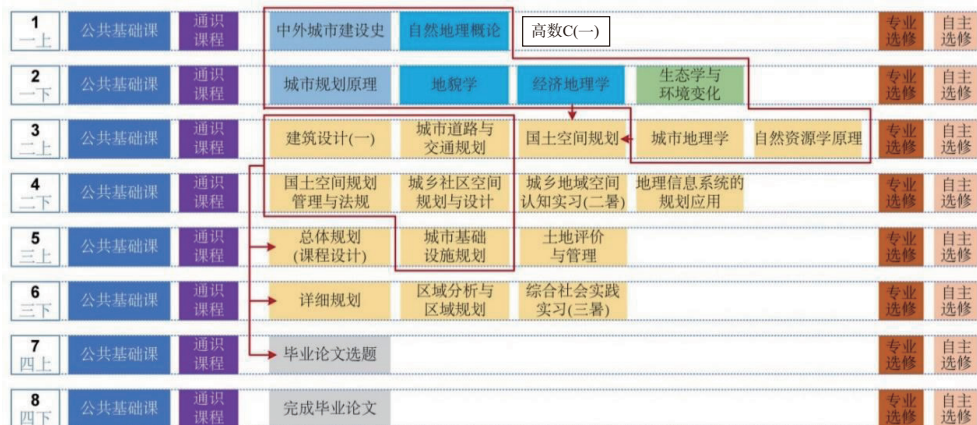 1
一上
公共基础课
通识
课程
中外城市建设史
自然地理概论
高数C(一)
专业
选修
自主
选修
2
一下
公共基础课
通识
课程
城市规划原理
地貌学
经济地理学
生态学与
环境变化
专业
选修
自主
选修
3
二上
公共基础课
通识
课程
建筑设计(一)
城市道路与
交通规划
国土空间规划
城市地理学
自然资源学原理
专业
选修
自主
选修
4
二下
公共基础课
通识
课程
国土空间规划
管理与法规
城乡社区空间
规划与设计
城乡地域空间
认知实习(二暑)
地理信息系统的
规划应用
专业
选修
自主
选修
5
三上
公共基础课
通识
课程
总体规划
(课程设计)
城市基础
设施规划
土地评价
与管理
专业
选修
自主
选修
6
三下
公共基础课
通识
课程
详细规划
区域分析与
区域规划
综合社会实践
实习(三暑)
专业
选修
自主
选修
7
四上
公共基础课
通识
课程
毕业论文选题
专业
选修
自主
选修
8
四下
公共基础课
通识
课程
完成毕业论文
专业
选修
自主
选修